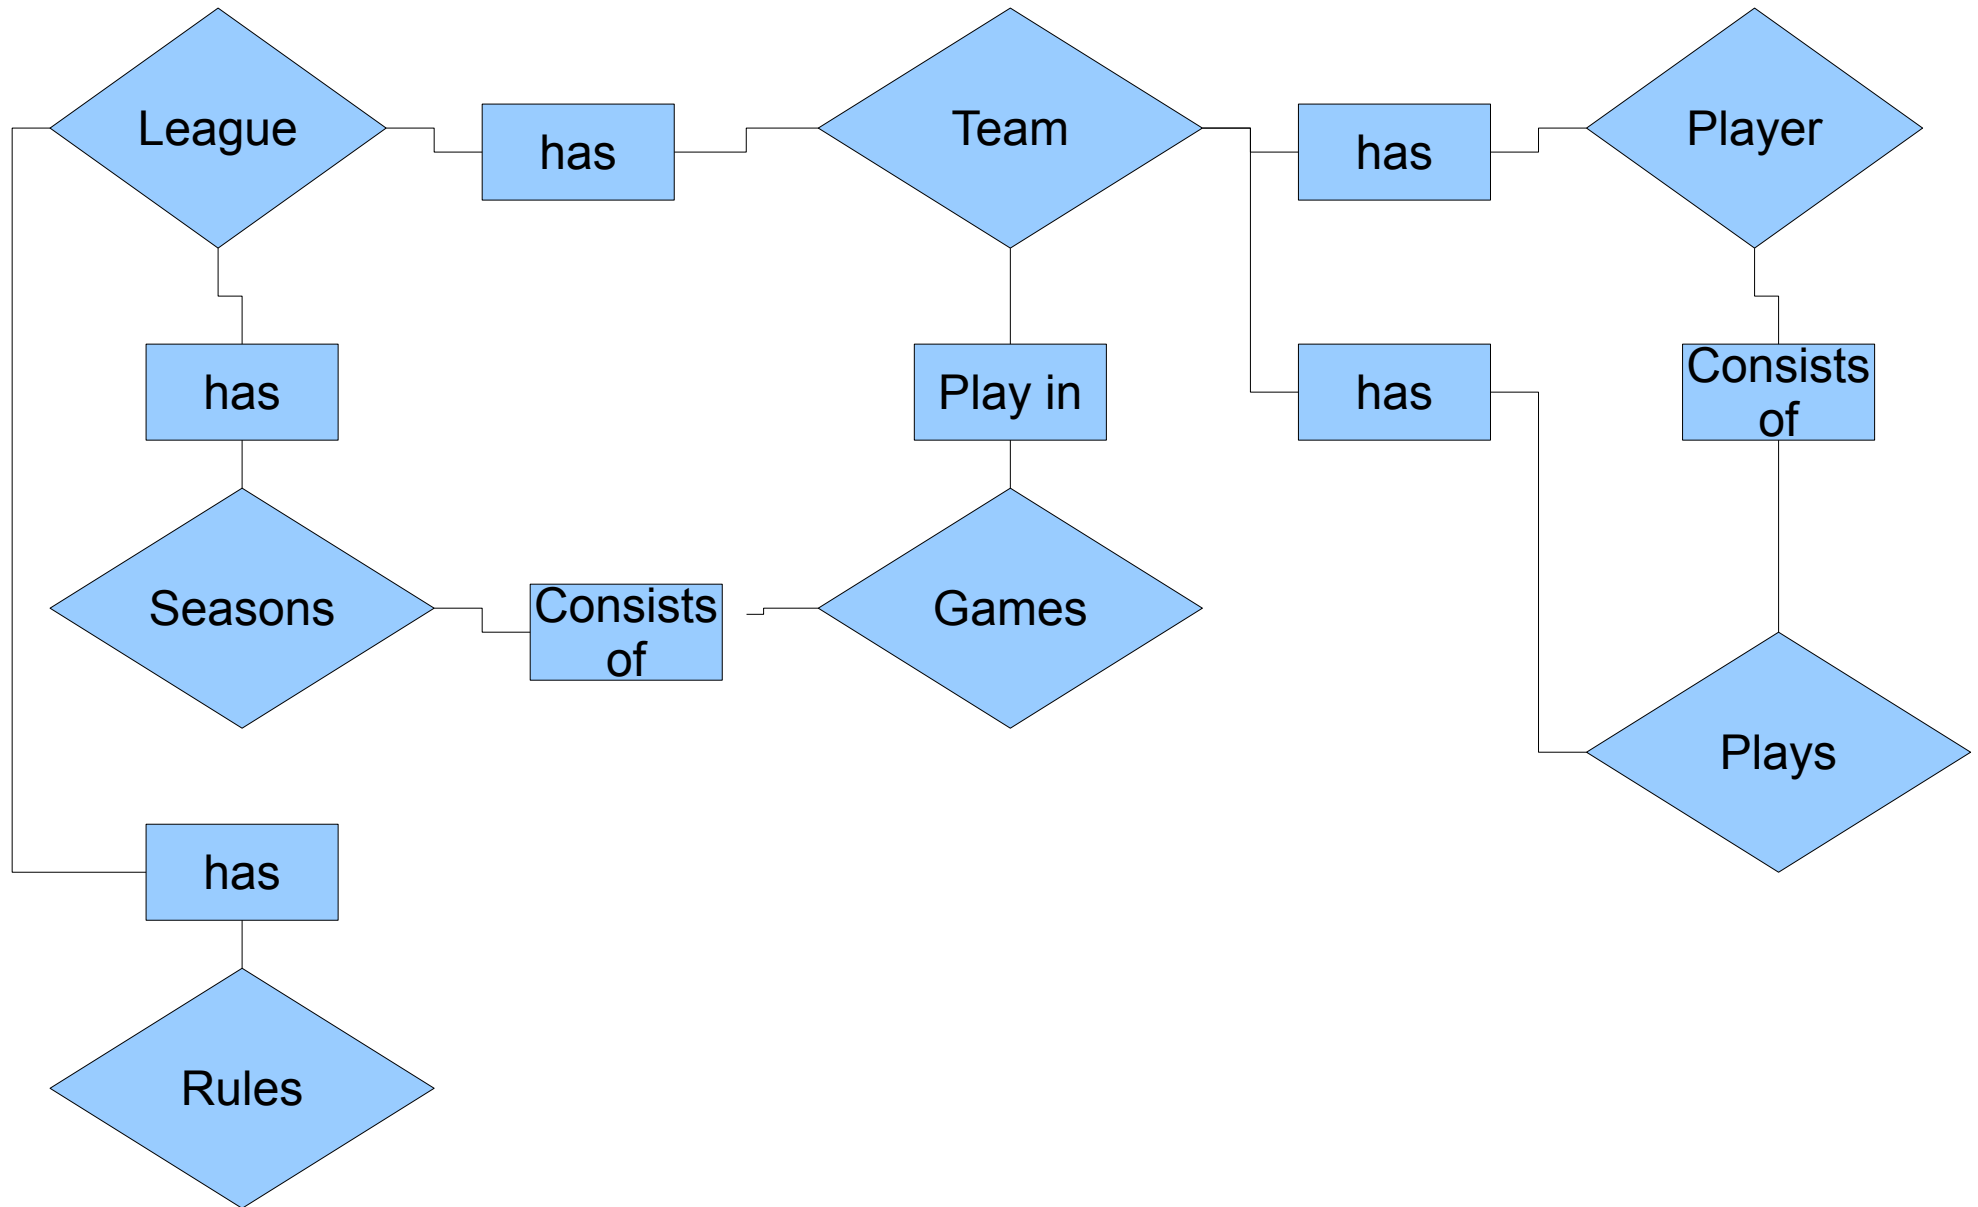 League
has
Team
has
Player
has
Play in
has
Consists
of
Seasons
Consists
of
Games
Plays
has
Rules